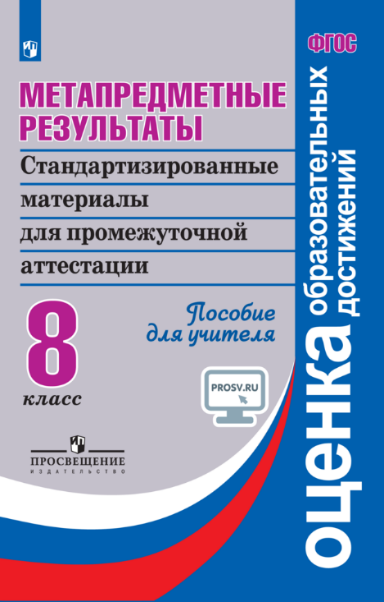 ФГОС
МЕТАПРЕДМЕТНЫЕ
РЕЗУЛЬТАТЫ
Стандартизированные
материалы
для промежуточной
аттестации
8
класс
Пособие
для учителя
PROSV.RU
ПРОСВЕЩЕНИЕ
ИЗДАТЕЛЬСТВО
оценка
образовательных
достижений